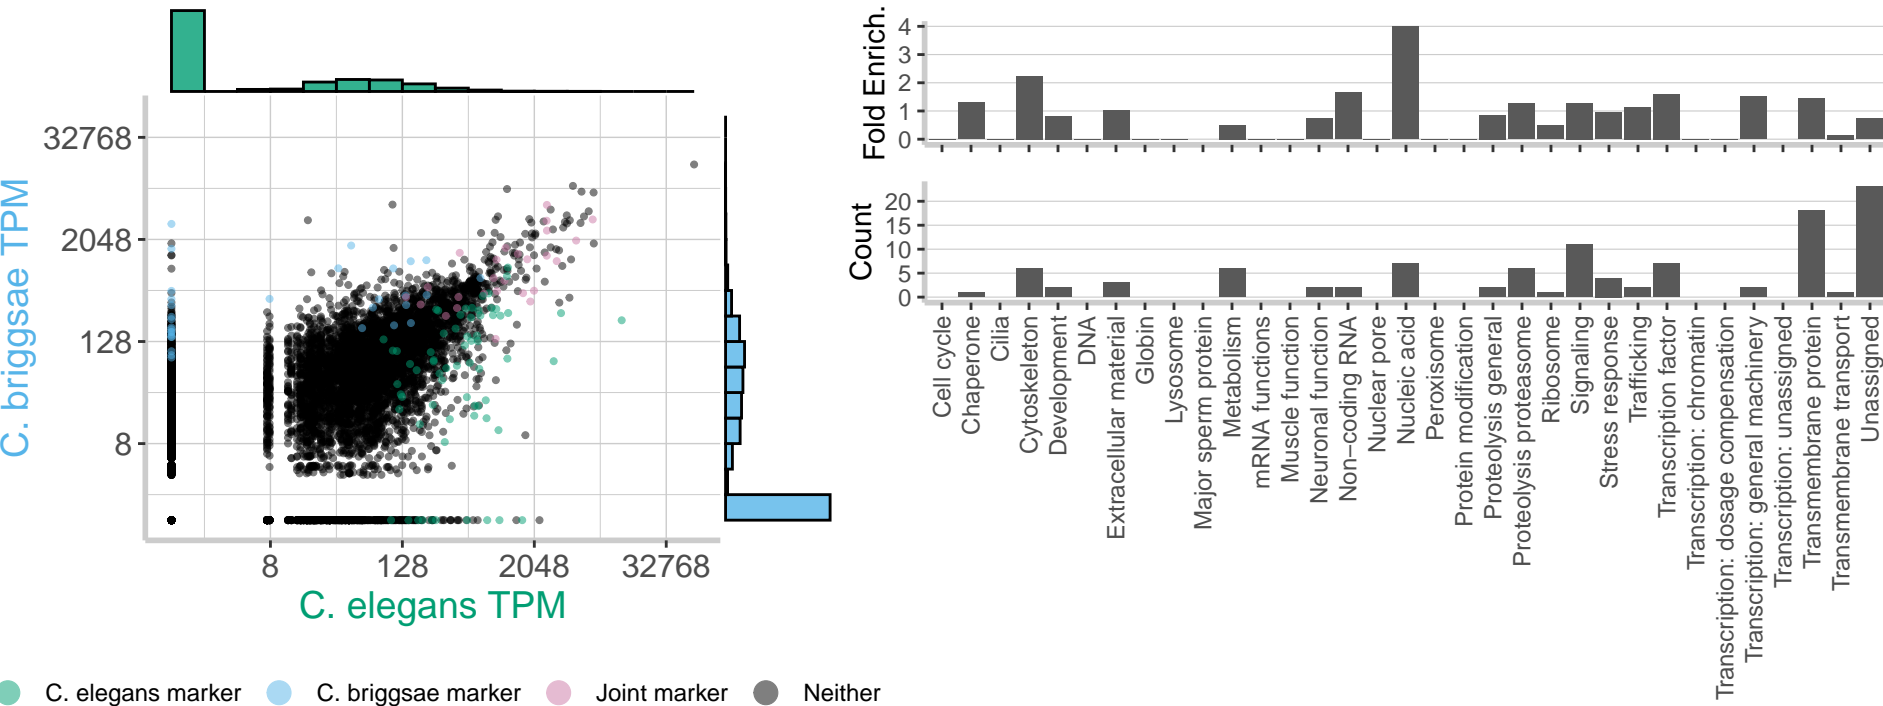 32768
2048
128
8
C. briggsae TPM
8
128
2048
32768
C. elegans TPM
C. elegans marker
C. briggsae marker
Joint marker
Neither
Fold Enrich.
4
3
2
1
0
Count
20
15
10
5
0
Cell cycle
Chaperone
Cilia
Cytoskeleton
Development
DNA
Extracellular material
Globin
Lysosome
Major sperm protein
Metabolism
mRNA functions
Muscle function
Neuronal function
Non−coding RNA
Nuclear pore
Nucleic acid
Peroxisome
Protein modification
Proteolysis general
Proteolysis proteasome
Ribosome
Signaling
Stress response
Trafficking
Transcription factor
Transcription: chromatin
Transcription: dosage compensation
Transcription: general machinery
Transcription: unassigned
Transmembrane protein
Transmembrane transport
Unassigned